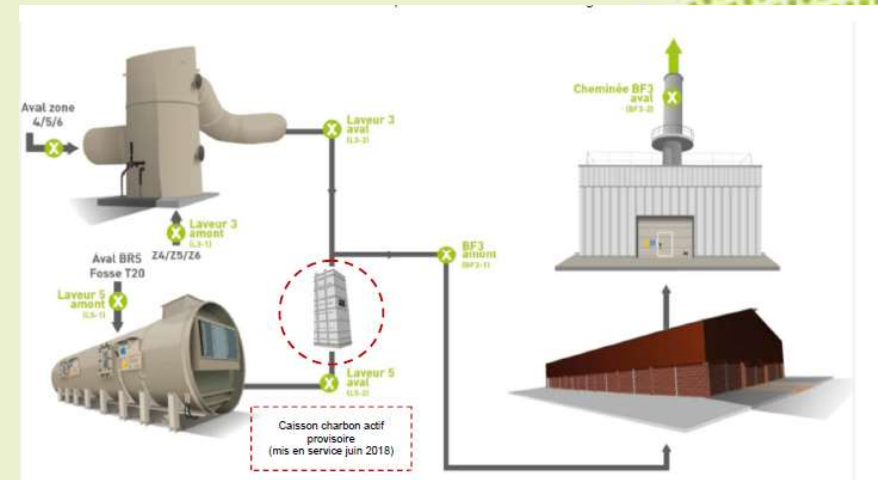 Aval zone
4/5/6
Laveur 3
aval
(L3-2)
Cheminée BF3
aval
(BF3-2)
Laveur 3
amont
(L3-1)
Z4/Z5/Z6
Aval BRS
Fosse T20
Laveur 5
amont
(L5-1)
BF3
amont
(BF3-1)
Laveur 5
aval
(L5-2)
Caisson charbon actif
provisoire
(mis en service juin 2018)